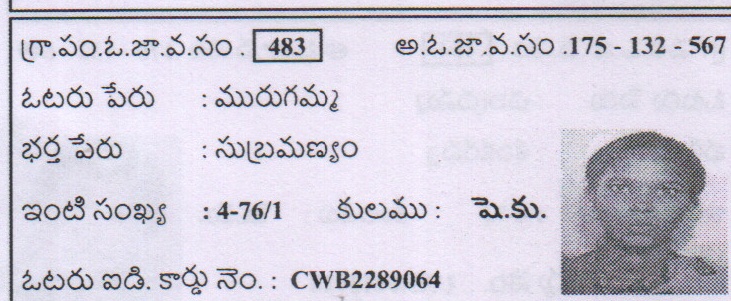 గ్రా.పం.ఓ.జా.వ.సం : 483 అ.ఓ.జా.వ.సం :175 - 132 - 567
ఓటరు పేరు : మురుగమ్మ
భర్త పేరు : సుబ్రమణ్యం
ఇంటి సంఖ్య : 4-76/1 కులము : షె.కు.
ఓటరు ఐడి. కార్డు నెం. : CWB2289064